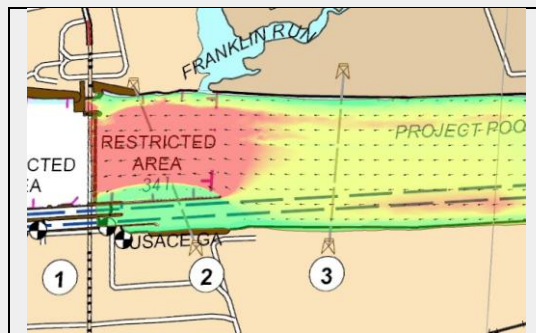 FRANKLIN RUN
PROJECT POO
RESTRICTED
AREA
CTED
341
USACE GA
1
2
3